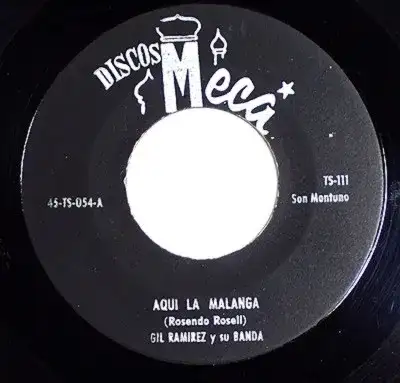 DISCOS
Meca
45-TS-054-A
TS-111
Son Montuno
AQUI LA MALANGA
(Rosendo Rosell)
GIL RAMIREZ y su BANDA